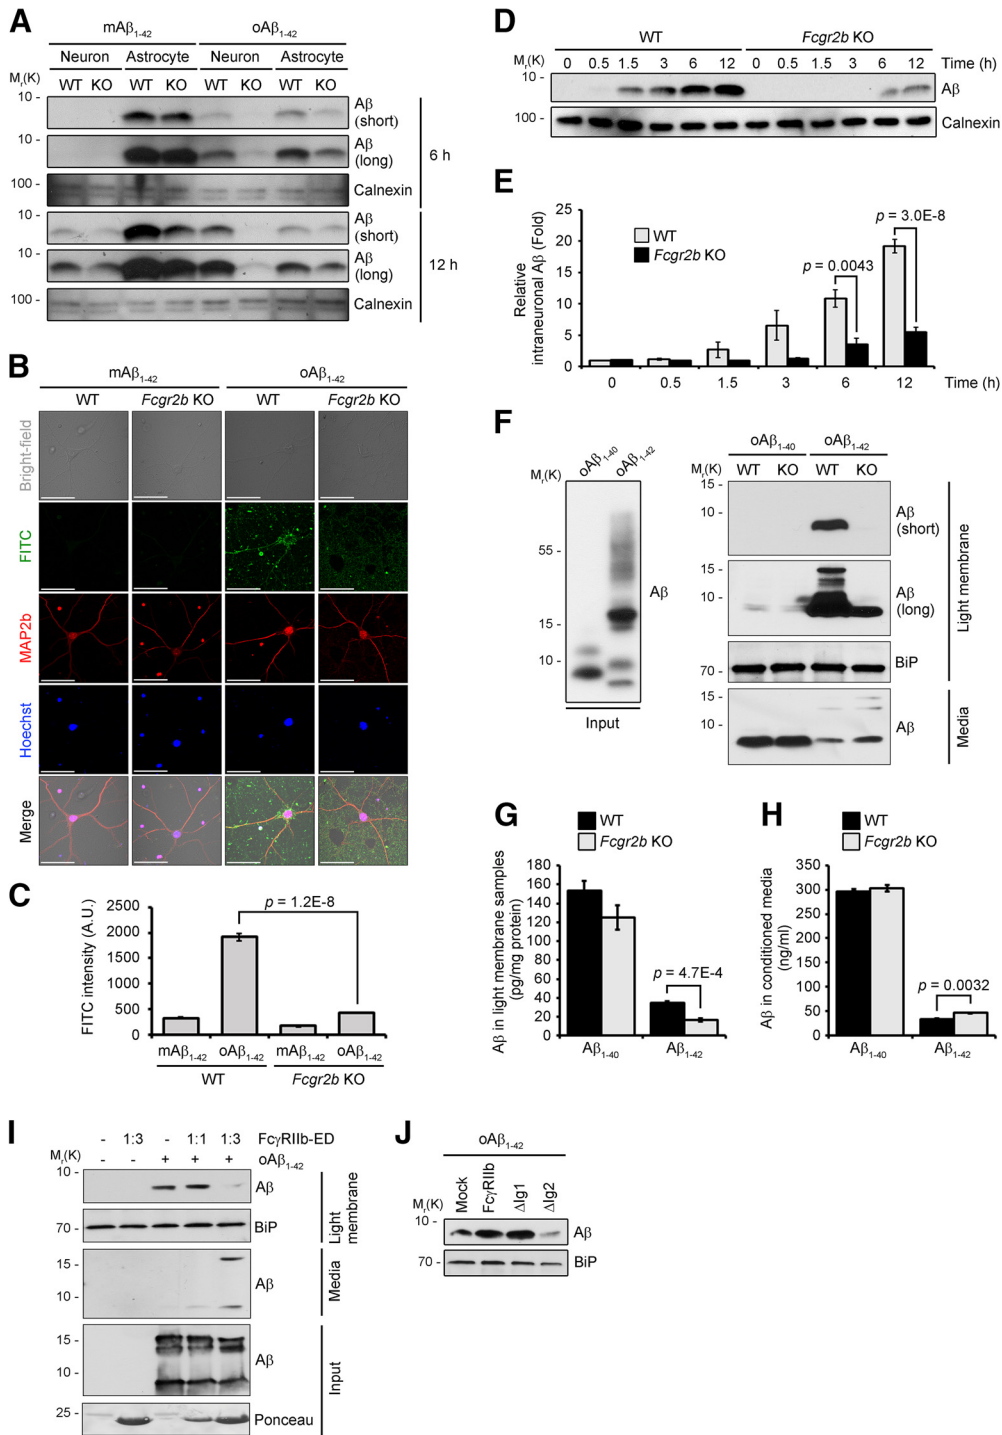 A
mAβ1-42 oAβ1-42
Neuron Astrocyte Neuron Astrocyte
Mr(K) WT KO WT KO WT KO WT KO
10 - Aβ (short)
10 - Aβ (long) 6 h
100 - Calnexin
10 - Aβ (short)
10 - Aβ (long) 12 h
100 - Calnexin
B
mAβ1-42 oAβ1-42
WT Fcgr2b KO WT Fcgr2b KO
Bright-field
FITC
MAP2b
Hoechst
Merge
C
FITC intensity (A.U.)
2500
2000
1500
1000
500
0
p = 1.2E-8
mAβ1-42 oAβ1-42 mAβ1-42 oAβ1-42
WT Fcgr2b KO
D
WT Fcgr2b KO
Mr(K) 0 0.5 1.5 3 6 12 0 0.5 1.5 3 6 12 Time (h)
10 - Aβ
100 - Calnexin
E
Relative
intraneuronal Aβ (Fold)
25
20
15
10
5
0
WT
Fcgr2b KO
p = 0.0043
p = 3.0E-8
0 0.5 1.5 3 6 12 Time (h)
F
Mr(K) oAβ1-40 oAβ1-42
55 -
15 -
10 -
Aβ
Input
oAβ1-40 oAβ1-42
Mr(K) WT KO WT KO
15 -
10 -
Aβ (short)
15 -
10 -
Aβ (long)
70 - BiP
Light membrane
15 -
10 -
Aβ
Media
G
WT
Fcgr2b KO
Aβ in light membrane samples
(pg/mg protein)
180
160
140
120
100
80
60
40
20
0
p = 4.7E-4
Aβ1-40 Aβ1-42
H
WT
Fcgr2b KO
Aβ in conditioned media
(ng/ml)
350
300
250
200
150
100
50
0
p = 0.0032
Aβ1-40 Aβ1-42
I
- 1:3 - 1:1 1:3 FcγRIIb-ED
Mr(K) - - + + + oAβ1-42
10 - Aβ
70 - BiP
Light membrane
15 -
10 -
Aβ
Media
15 -
10 -
Aβ
25 - Ponceau
Input
J
oAβ1-42
Mr(K) Mock FcγRIIb ΔIg1 ΔIg2
10 - Aβ
70 - BiP